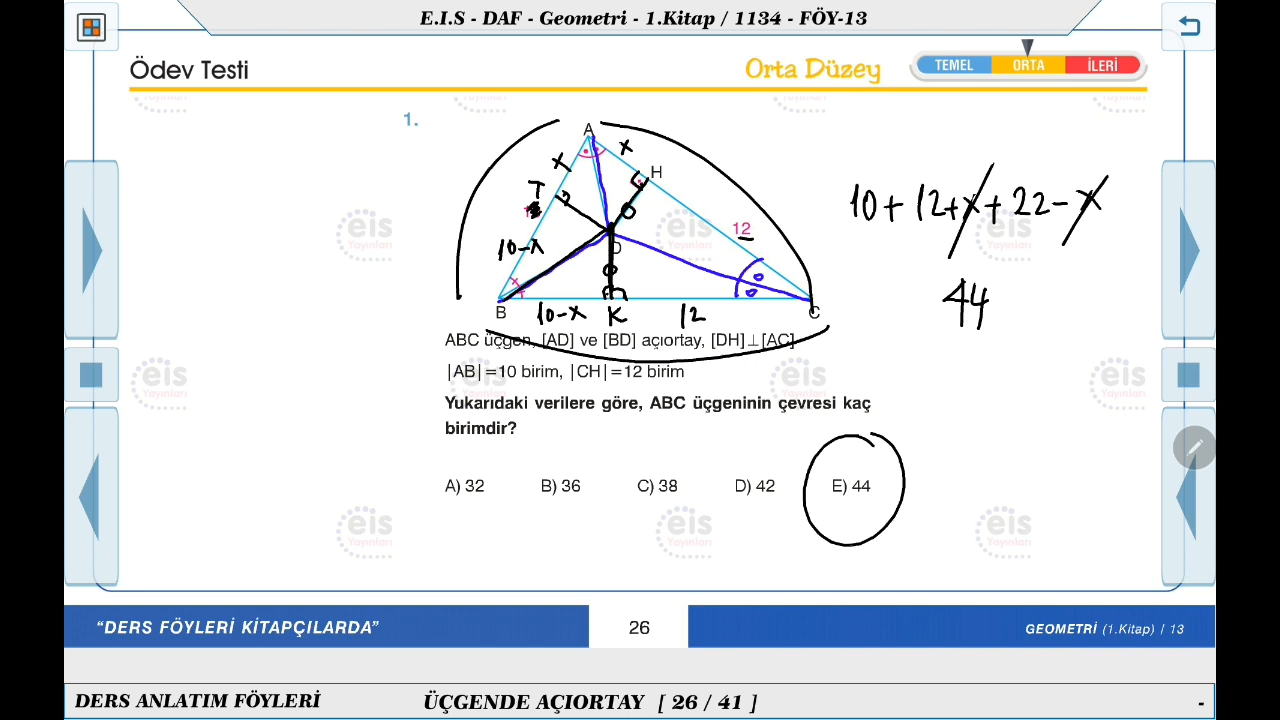 E.I.S - DAF - Geometri - 1.Kitap / 1134 - FÖY-13
Ödev Testi
Orta Düzey
TEMEL ORTA İLERİ
1.
A
x x
H
T
10-x
12
D
B 10-x K 12 C
10+12+x+22-x
44
ABC üçgen, [AD] ve [BD] açıortay, [DH]⊥[AC]
|AB|=10 birim, |CH|=12 birim
Yukarıdaki verilere göre, ABC üçgeninin çevresi kaç
birimdir?
A) 32 B) 36 C) 38 D) 42 E) 44
eis Yayınları
"DERS FÖYLERİ KİTAPÇILARDA"
26
GEOMETRİ (1.Kitap) / 13
DERS ANLATIM FÖYLERİ ÜÇGENDE AÇIORTAY [ 26 / 41 ] -